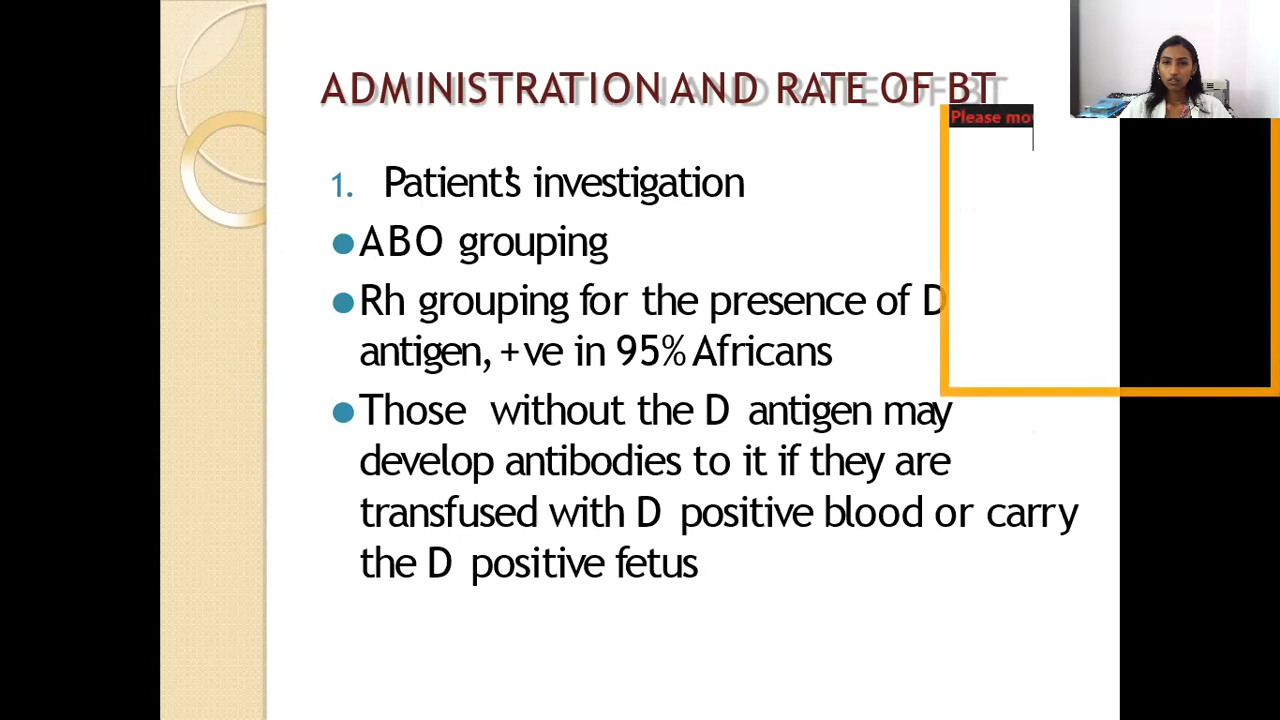 ADMINISTRATION AND RATE OF BT
Please mo
1. Patient's investigation
●ABO grouping
●Rh grouping for the presence of D
antigen, +ve in 95% Africans
●Those without the D antigen may
develop antibodies to it if they are
transfused with D positive blood or carry
the D positive fetus